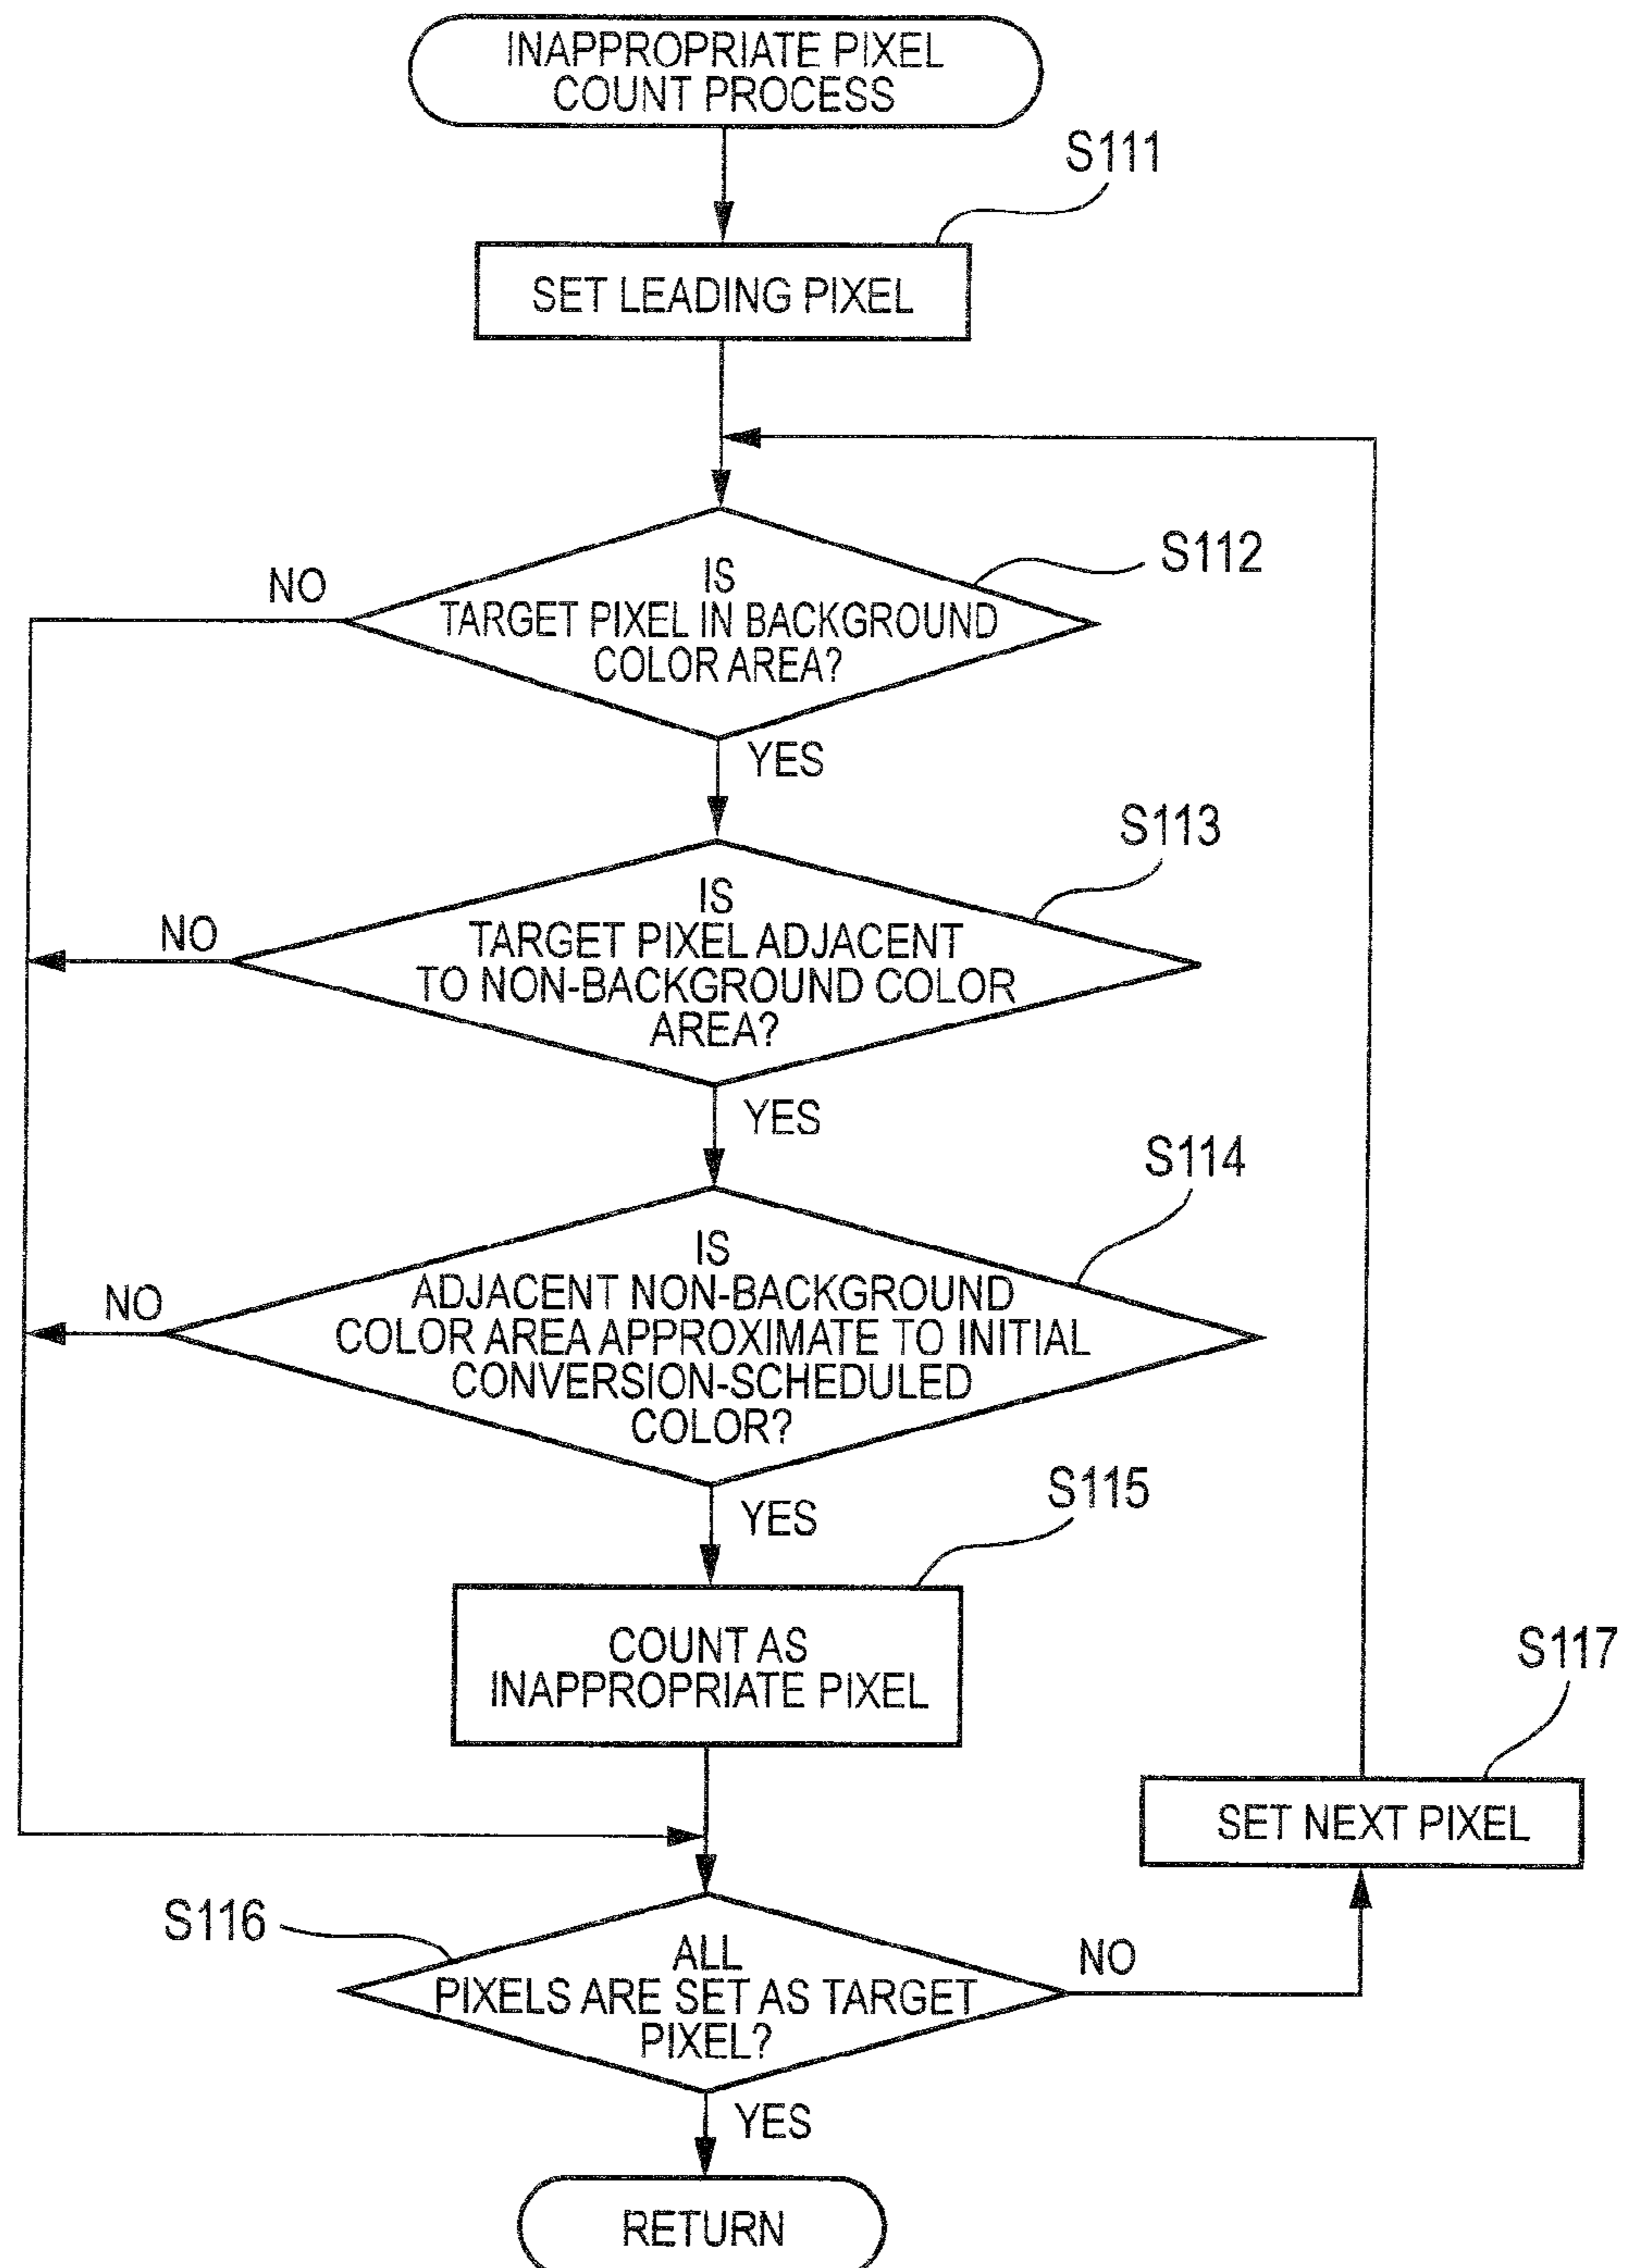 INAPPROPRIATE PIXEL
COUNT PROCESS
S111
SET LEADING PIXEL
S112
NO
IS
TARGET PIXEL IN BACKGROUND
COLOR AREA?
YES
S113
NO
IS
TARGET PIXEL ADJACENT
TO NON-BACKGROUND COLOR
AREA?
YES
S114
NO
IS
ADJACENT NON-BACKGROUND
COLOR AREA APPROXIMATE TO INITIAL
CONVERSION-SCHEDULED
COLOR?
YES
S115
COUNT AS
INAPPROPRIATE PIXEL
S117
SET NEXT PIXEL
S116
ALL
PIXELS ARE SET AS TARGET
PIXEL?
NO
YES
RETURN